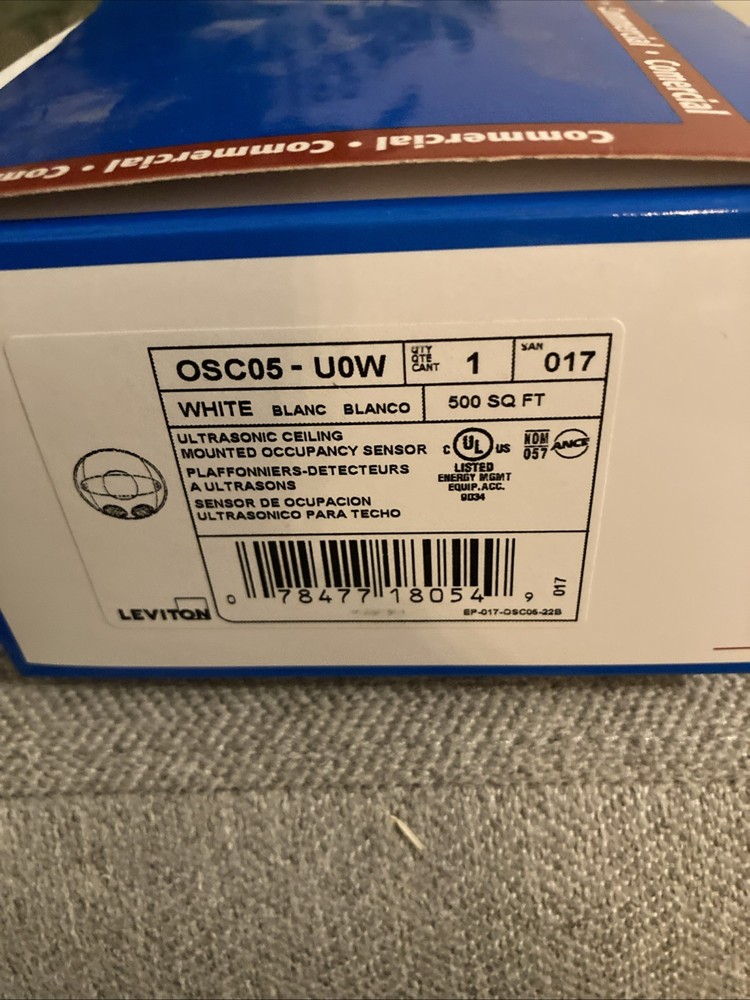 Comercial
• Commercial
Commercial • Commercial • Com
OSC05 - U0W
QTY
QTE
CANT
1
SAN
017
WHITE BLANC BLANCO
500 SQ FT
ULTRASONIC CEILING
MOUNTED OCCUPANCY SENSOR
PLAFFONNIERS-DETECTEURS
A ULTRASONS
SENSOR DE OCUPACION
ULTRASONICO PARA TECHO
C UL US
LISTED
ENERGY MGMT
EQUIP. ACC.
9D34
NOM
057
ANCE
0 78477 18054 9
017
LEVITON
EP-017-OSC05-22B